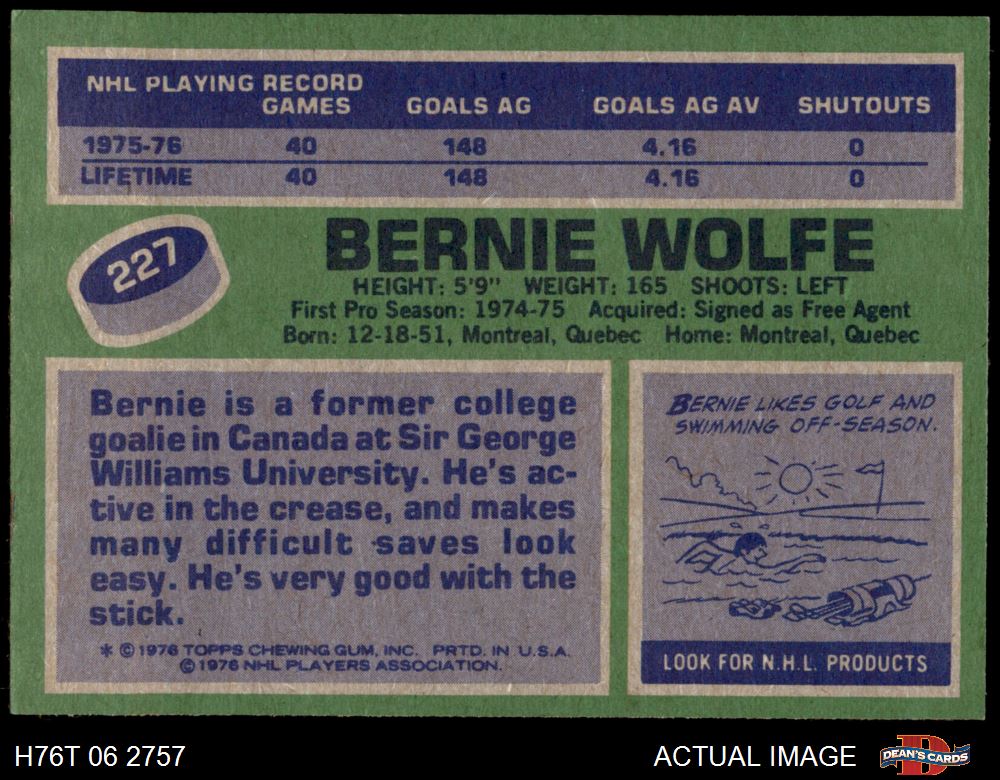 NHL PLAYING RECORD
GAMES GOALS AG GOALS AG AV SHUTOUTS
1975-76 40 148 4.16 0
LIFETIME 40 148 4.16 0
227
BERNIE WOLFE
HEIGHT: 5'9" WEIGHT: 165 SHOOTS: LEFT
First Pro Season: 1974-75 Acquired: Signed as Free Agent
Born: 12-18-51, Montreal, Quebec Home: Montreal, Quebec
Bernie is a former college
goalie in Canada at Sir George
Williams University. He's ac-
tive in the crease, and makes
many difficult saves look
easy. He's very good with the
stick.
* © 1976 TOPPS CHEWING GUM, INC. PRTD. IN U.S.A.
© 1976 NHL PLAYERS ASSOCIATION.
BERNIE LIKES GOLF AND
SWIMMING OFF-SEASON.
LOOK FOR N.H.L. PRODUCTS
H76T 06 2757
ACTUAL IMAGE
DEAN'S CARDS